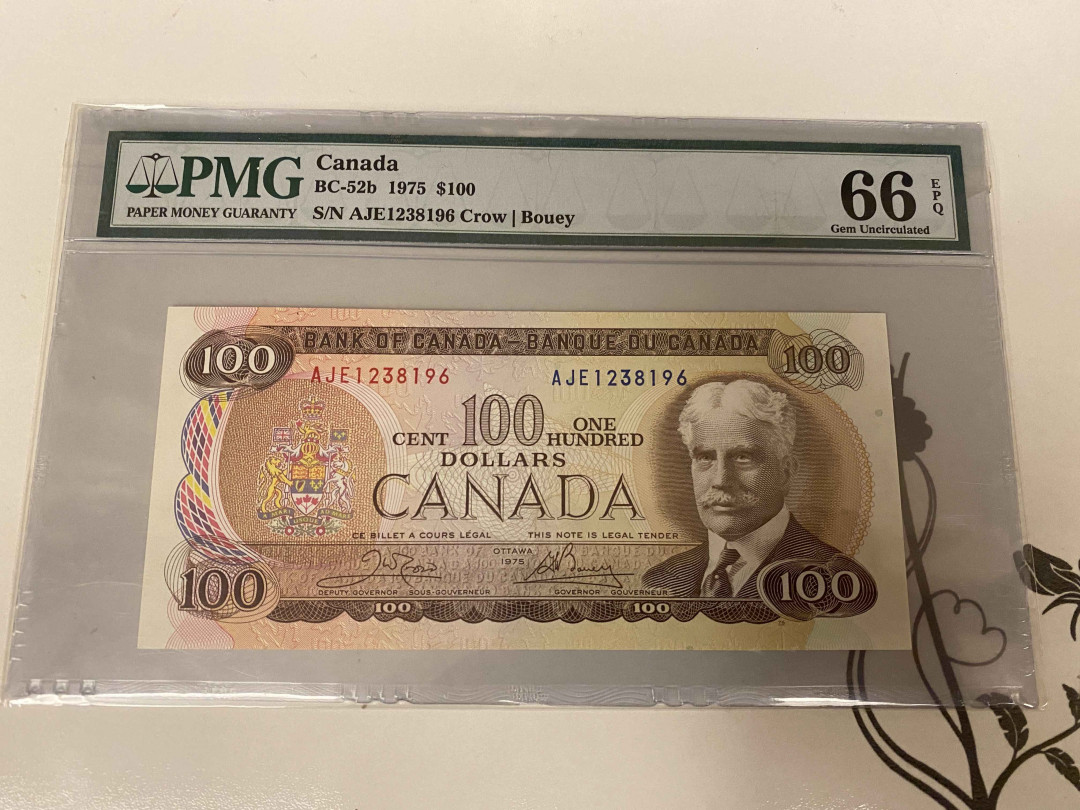 PMG
PAPER MONEY GUARANTY
Canada
BC-52b 1975 $100
S/N AJE1238196 Crow | Bouey
66
EPQ
Gem Uncirculated
BANK OF CANADA – BANQUE DU CANADA
100
100
AJE1238196
AJE1238196
CENT 100 ONE HUNDRED
DOLLARS
CANADA
CE BILLET A COURS LÉGAL THIS NOTE IS LEGAL TENDER
OTTAWA
1975
Bouey
DEPUTY GOVERNOR SOUS-GOUVERNEUR GOVERNOR GOUVERNEUR
100
100
100
100